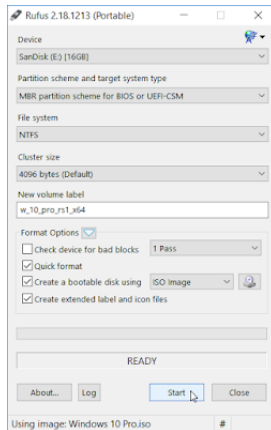 Rufus 2.18.1213 (Portable)
Device
SanDisk (E:) [16GB]
Partition scheme and target system type
MBR partition scheme for BIOS or UEFI-CSM
File system
NTFS
Cluster size
4096 bytes (Default)
New volume label
w_10_pro_rs1_x64
Format Options
Check device for bad blocks 1 Pass
Quick format
Create a bootable disk using ISO Image
Create extended label and icon files
READY
About... Log Start Close
Using image: Windows 10 Pro.iso #